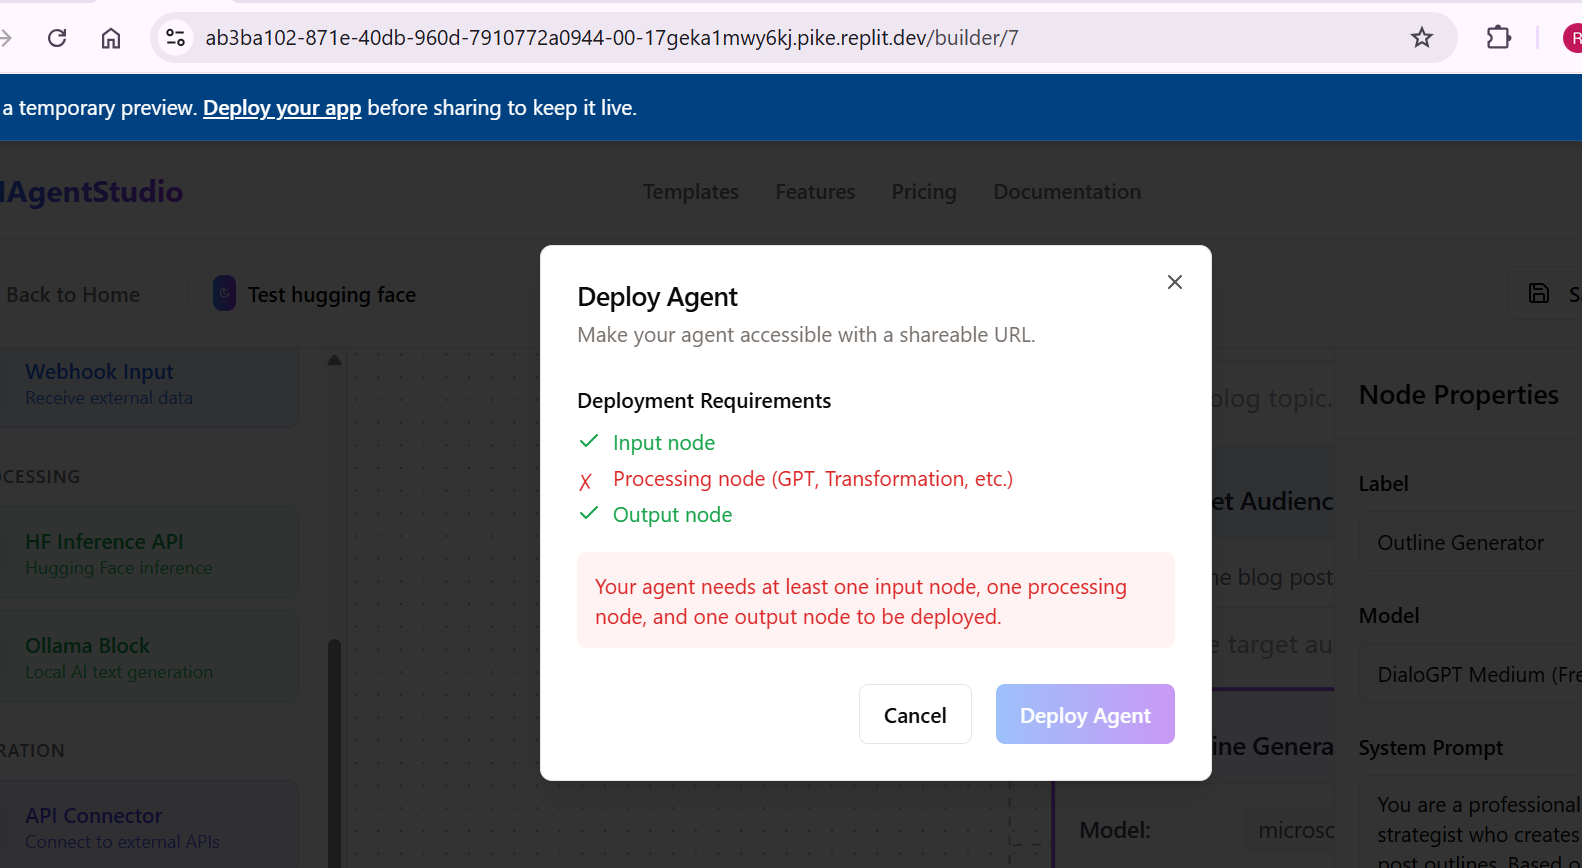 ab3ba102-871e-40db-960d-7910772a0944-00-17geka1mwy6kj.pike.replit.dev/builder/7
R
a temporary preview. Deploy your app before sharing to keep it live.
AgentStudio
Templates Features Pricing Documentation
Back to Home Test hugging face
Webhook Input
Receive external data
CESSING
HF Inference API
Hugging Face inference
Ollama Block
Local AI text generation
RATION
API Connector
Connect to external APIs
Deploy Agent
Make your agent accessible with a shareable URL.
Deployment Requirements
Input node
Processing node (GPT, Transformation, etc.)
Output node
Your agent needs at least one input node, one processing
node, and one output node to be deployed.
Cancel Deploy Agent
blog topic.
et Audienc
ne blog post
e target au
ine Genera
Model: microsc
Node Properties
Label
Outline Generator
Model
DialoGPT Medium (Fre
System Prompt
You are a professional
strategist who creates
post outlines. Based o